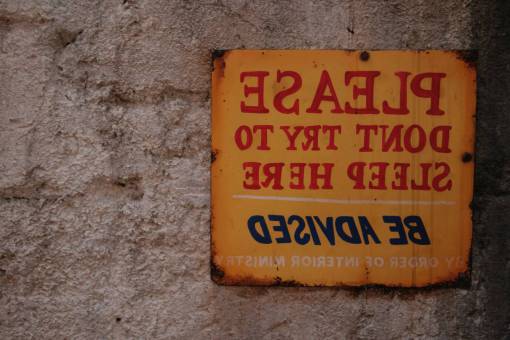 PLEASE
DONT TRY TO
SLEEP HERE
BE ADVISED
BY ORDER OF INTERIOR MINISTRY